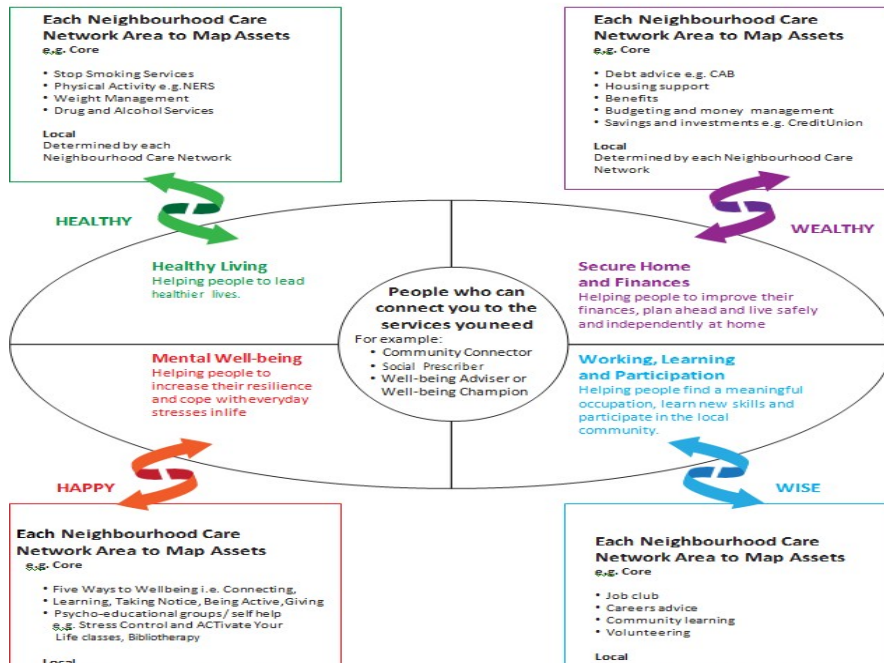 Each Neighbourhood Care
Network Area to Map Assets
e.g. Core
• Stop Smoking Services
• Physical Activity e.g.NERS
• Weight Management
• Drug and Alcohol Services
Local
Determined by each
Neighbourhood Care Network
Each Neighbourhood Care
Network Area to Map Assets
e.g. Core
• Debt advice e.g. CAB
• Housing support
• Benefits
• Budgeting and money management
• Savings and investments e.g. CreditUnion
Local
Determined by each Neighbourhood Care
Network
HEALTHY
WEALTHY
Healthy Living
Helping people to lead
healthier lives.
People who can
connect you to the
services youneed
For example:
• Community Connector
• Social Prescriber
• Well-being Adviser or
Well-being Champion
Secure Home
and Finances
Helping people to improve their
finances, plan ahead and live safely
and independently at home
Mental Well-being
Helping people to
increase their resilience
and cope witheveryday
stresses inlife
Working, Learning
and Participation
Helping people find a meaningful
occupation, learn new skills and
participate in the local
community.
HAPPY
WISE
Each Neighbourhood Care
Network Area to Map Assets
e.g. Core
• Five Ways to Wellbeing i.e. Connecting,
• Learning, Taking Notice, Being Active,Giving
• Psycho-educational groups/ selfhelp
e.g. Stress Control and ACTivate Your
Life classes, Bibliotherapy
Local
Each Neighbourhood Care
Network Area to Map Assets
e.g. Core
• Job club
• Careers advice
• Community learning
• Volunteering
Local